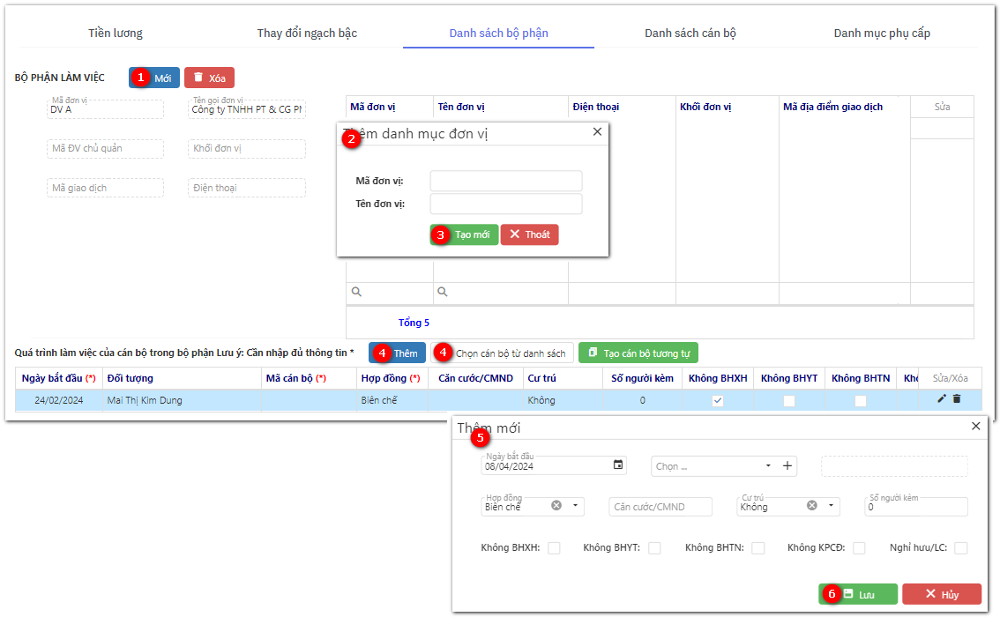 Tiền lương Thay đổi ngạch bậc Danh sách bộ phận Danh sách cán bộ Danh mục phụ cấp
BỘ PHẬN LÀM VIỆC 1 Mới Xóa
Mã đơn vị Tên gọi đơn vị
DV A Công ty TNHH PT & CG
Mã ĐV chủ quản Khối đơn vị
Mã giao dịch Điện thoại
Mã đơn vị Tên đơn vị Điện thoại Khối đơn vị Mã địa điểm giao dịch Sửa
2 Thêm danh mục đơn vị
Mã đơn vị:
Tên đơn vị:
3 Tạo mới Thoát
Tổng 5
Quá trình làm việc của cán bộ trong bộ phận Lưu ý: Cần nhập đủ thông tin * 4 Thêm 4 Chọn cán bộ từ danh sách Tạo cán bộ tương tự
Ngày bắt đầu (*) Đối tượng Mã cán bộ (*) Hợp đồng (*) Căn cước/CMND Cư trú Số người kèm Không BHXH Không BHYT Không BHTN Khô Sửa/Xóa
24/02/2024 Mai Thị Kim Dung Biên chế Không 0
Thêm mới
5
Ngày bắt đầu
08/04/2024 Chọn ...
Hợp đồng Cư trú Số người kèm
Biên chế Căn cước/CMND Không 0
Không BHXH: Không BHYT: Không BHTN: Không KPCĐ: Nghỉ hưu/LC:
6 Lưu Hủy